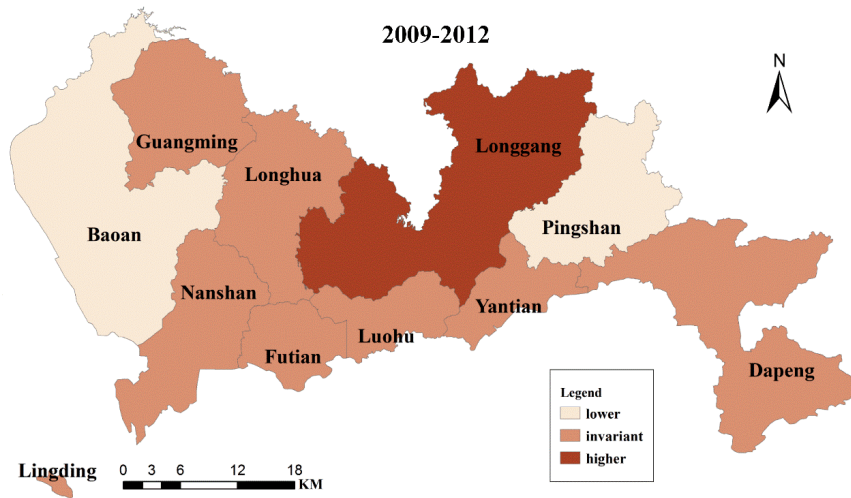 2009-2012
N
Guangming
Longgang
Longhua
Baoan
Pingshan
Nanshan
Yantian
Luohu
Futian
Dapeng
Legend
lower
invariant
higher
Lingding
0 3 6 12 18
KM